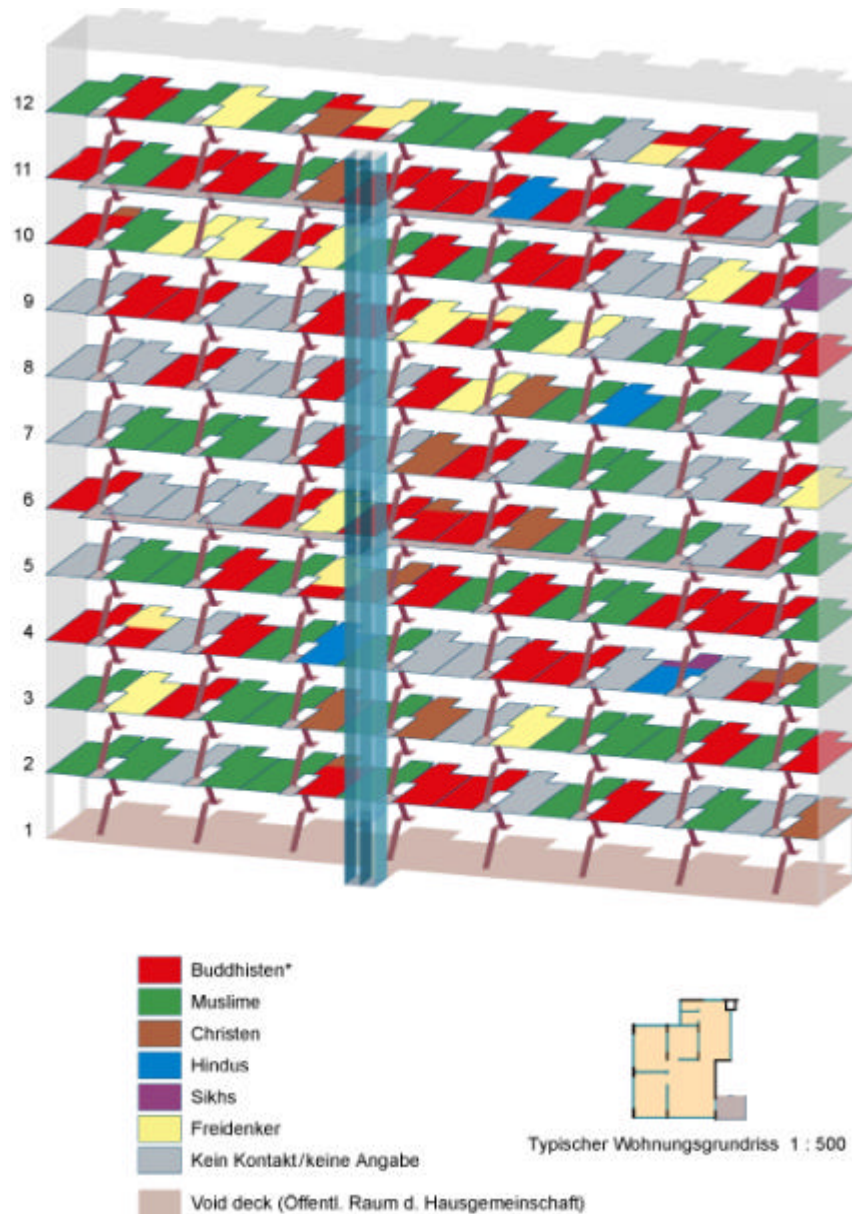 12
11
10
9
8
7
6
5
4
3
2
1
Buddhisten*
Muslime
Christen
Hindus
Sikhs
Freidenker
Kein Kontakt/keine Angabe
Void deck (Öffentl. Raum d. Hausgemeinschaft)
Typischer Wohnungsgrundriss 1 : 500